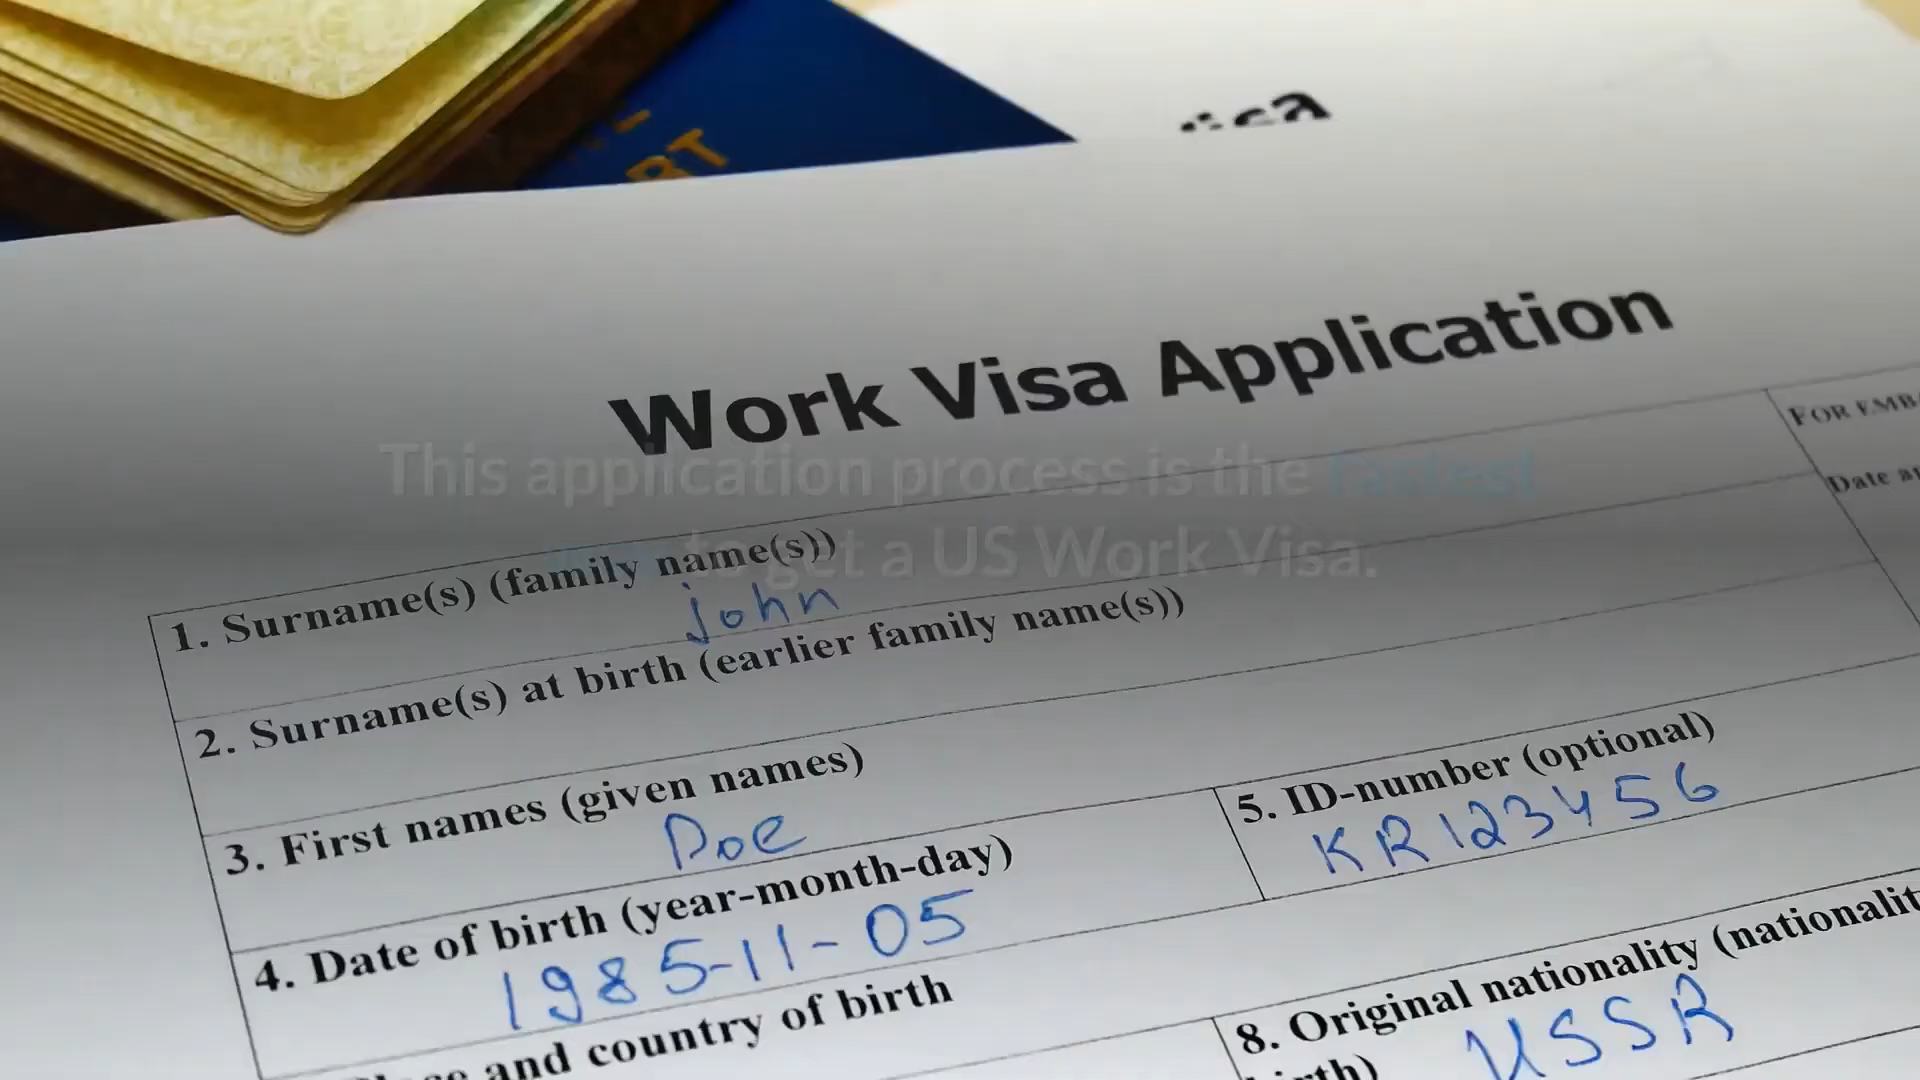 Work Visa Application
FOR EMBA
Date
This application process is the fastest
to get a US Work Visa.
1. Surname(s) (family name(s))
john
2. Surname(s) at birth (earlier family name(s))
3. First names (given names)
Doe
5. ID-number (optional)
KR123456
4. Date of birth (year-month-day)
1985-11-05
and country of birth
8. Original nationality (nationalit
USSR